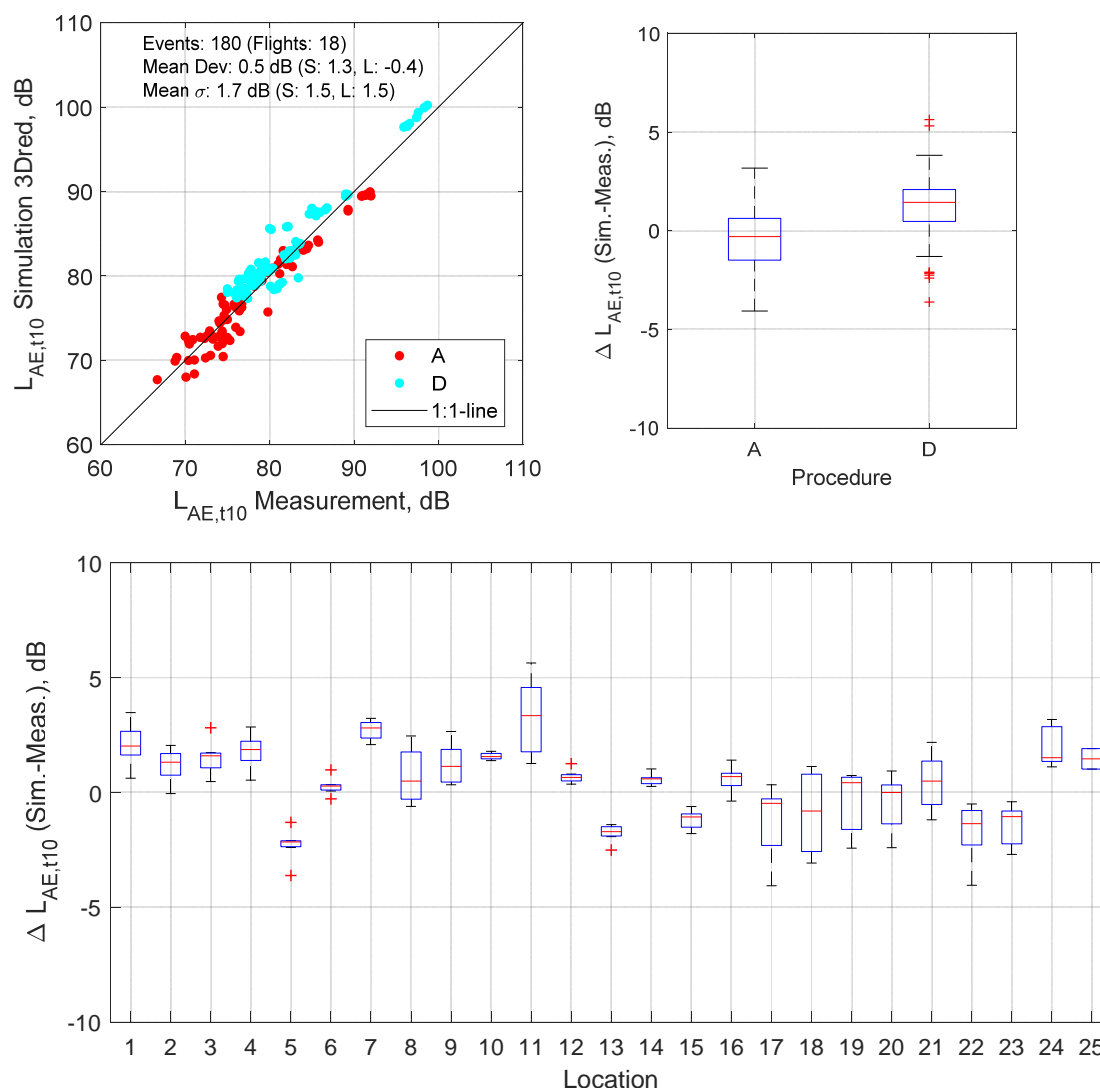 Events: 180 (Flights: 18)
Mean Dev: 0.5 dB (S: 1.3, L: -0.4)
Mean σ: 1.7 dB (S: 1.5, L: 1.5)
110
100
90
80
70
60
L_AE,t10 Simulation 3Dred, dB
A
D
1:1-line
60 70 80 90 100 110
L_AE,t10 Measurement, dB
10
5
0
-5
-10
Δ L_AE,t10 (Sim.-Meas.), dB
A D
Procedure
10
5
0
-5
-10
Δ L_AE,t10 (Sim.-Meas.), dB
1 2 3 4 5 6 7 8 9 10 11 12 13 14 15 16 17 18 19 20 21 22 23 24 25
Location